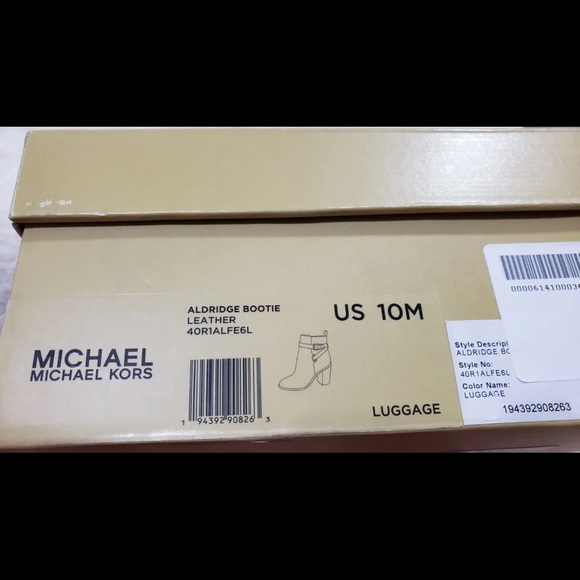 MICHAEL
MICHAEL KORS
ALDRIDGE BOOTIE
LEATHER
40R1ALFE6L
1 94392 90826 3
US 10M
LUGGAGE
Style Descript
ALDRIDGE BO
Style No:
40R1ALFE6L
Color Name:
LUGGAGE
194392908263